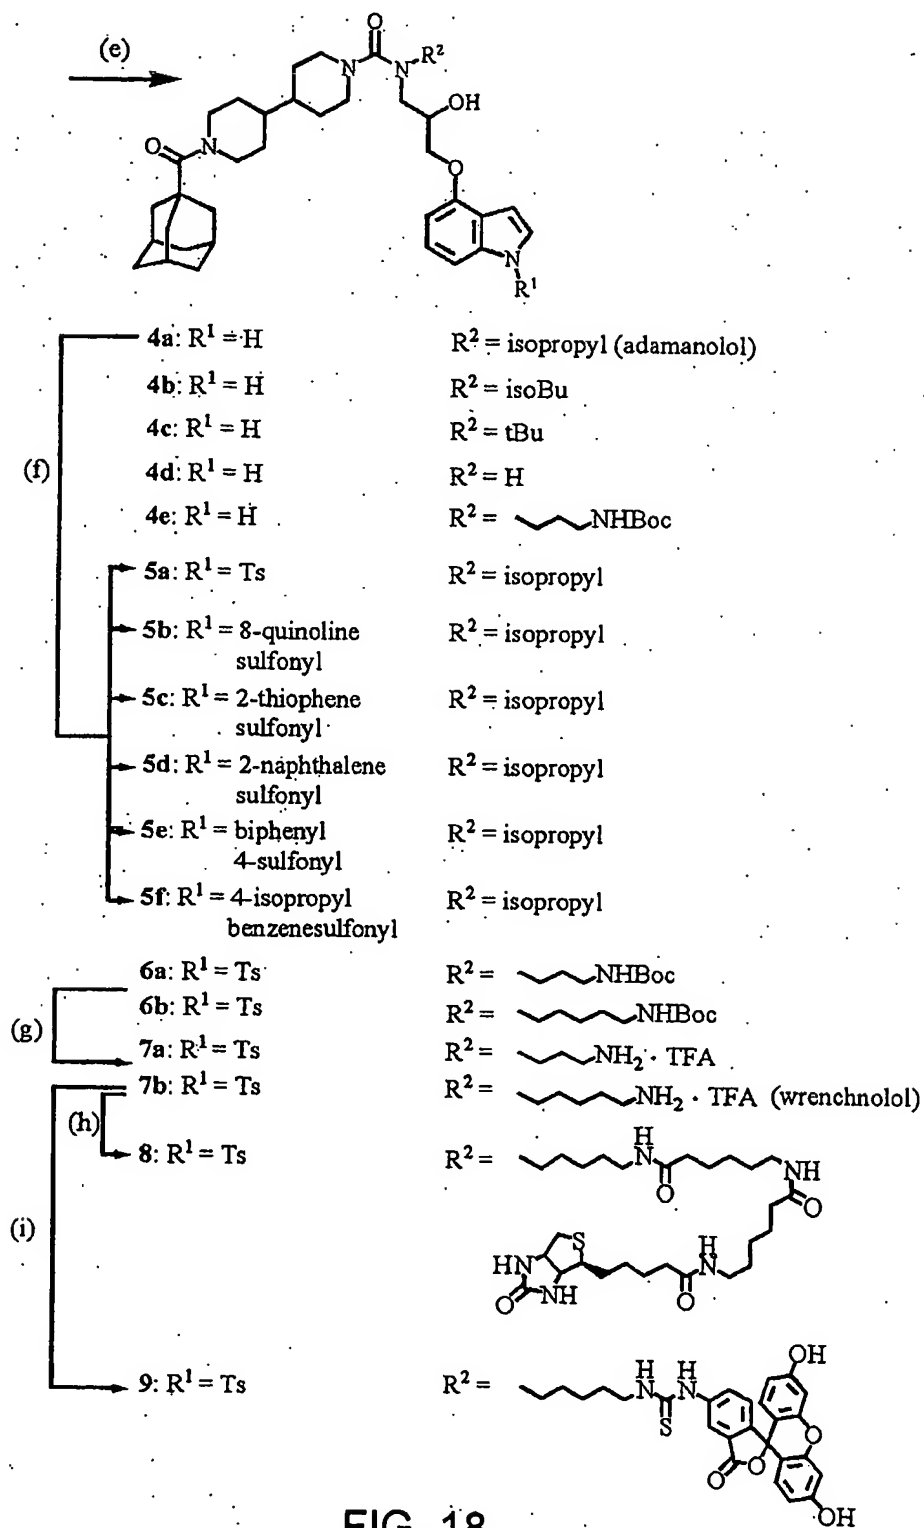 (e)
O
N
N
R²
OH
O
N
O
N
R¹
4a: R¹ = H R² = isopropyl (adamanolol)
4b: R¹ = H R² = isoBu
4c: R¹ = H R² = tBu
(f)
4d: R¹ = H R² = H
4e: R¹ = H R² = NHBoc
5a: R¹ = Ts R² = isopropyl
5b: R¹ = 8-quinoline R² = isopropyl
sulfonyl
5c: R¹ = 2-thiophene R² = isopropyl
sulfonyl
5d: R¹ = 2-naphthalene R² = isopropyl
sulfonyl
5e: R¹ = biphenyl R² = isopropyl
4-sulfonyl
5f: R¹ = 4-isopropyl R² = isopropyl
benzenesulfonyl
6a: R¹ = Ts R² = NHBoc
6b: R¹ = Ts R² = NHBoc
(g)
7a: R¹ = Ts R² = NH₂ · TFA
7b: R¹ = Ts R² = NH₂ · TFA (wrenchnolol)
(h)
8: R¹ = Ts R² =
H
N
O
NH
O
(i)
S
HN
NH
O
H
N
O
9: R¹ = Ts R² =
H
N
H
N
S
OH
O
O
O
OH
FIG. 18